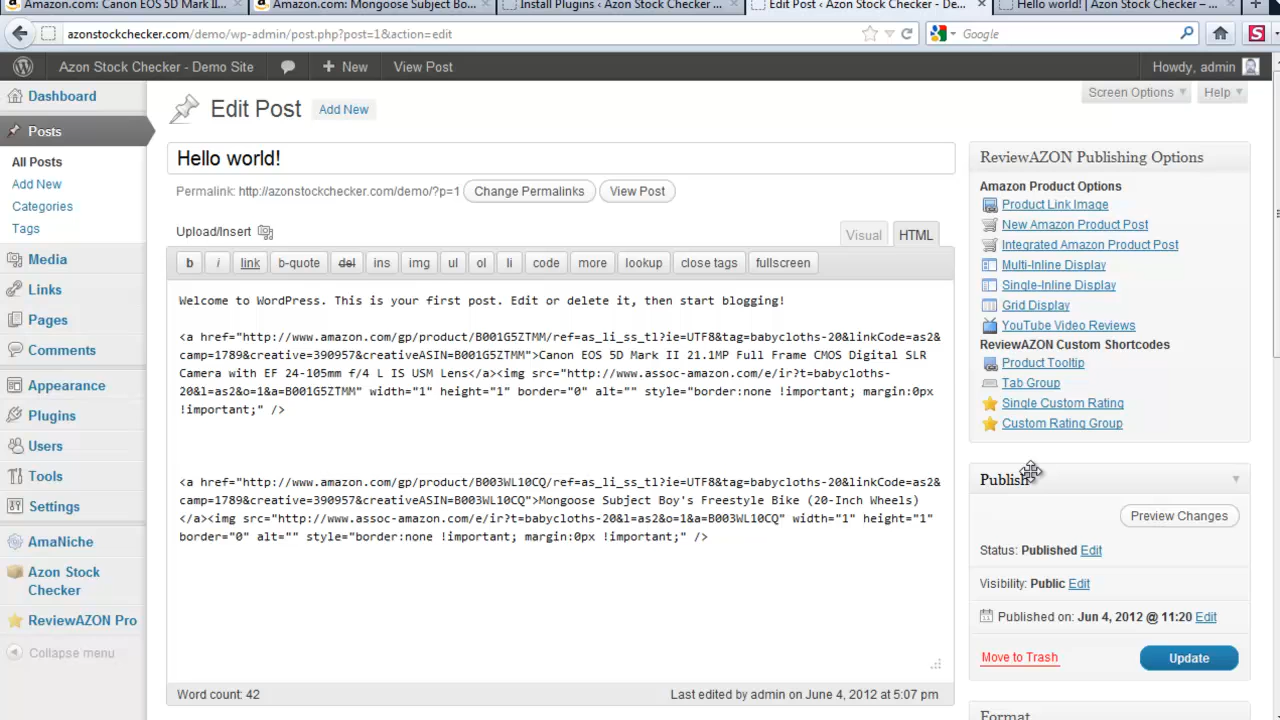 Amazon.com: Canon EOS 5D Mark II...
Amazon.com: Mongoose Subject Bo...
Install Plugins ‹ Azon Stock Checker ...
Edit Post ‹ Azon Stock Checker - De...
Hello world! | Azon Stock Checker – ...
azonstockchecker.com/demo/wp-admin/post.php?post=1&action=edit
Google
Azon Stock Checker - Demo Site
New
View Post
Howdy, admin
Dashboard
Posts
All Posts
Add New
Categories
Tags
Media
Links
Pages
Comments
Appearance
Plugins
Users
Tools
Settings
AmaNiche
Azon Stock
Checker
ReviewAZON Pro
Collapse menu
Screen Options
Help
Edit Post
Add New
Hello world!
Permalink: http://azonstockchecker.com/demo/?p=1
Change Permalinks
View Post
Upload/Insert
Visual
HTML
b
i
link
b-quote
del
ins
img
ul
ol
li
code
more
lookup
close tags
fullscreen
Welcome to WordPress. This is your first post. Edit or delete it, then start blogging!
<a href="http://www.amazon.com/gp/product/B001G5ZTMM/ref=as_li_ss_tl?ie=UTF8&tag=babycloths-20&linkCode=as2&
camp=1789&creative=390957&creativeASIN=B001G5ZTMM">Canon EOS 5D Mark II 21.1MP Full Frame CMOS Digital SLR
Camera with EF 24-105mm f/4 L IS USM Lens</a><img src="http://www.assoc-amazon.com/e/ir?t=babycloths-
20&l=as2&o=1&a=B001G5ZTMM" width="1" height="1" border="0" alt="" style="border:none !important; margin:0px
!important;" />
<a href="http://www.amazon.com/gp/product/B003WL10CQ/ref=as_li_ss_tl?ie=UTF8&tag=babycloths-20&linkCode=as2&
camp=1789&creative=390957&creativeASIN=B003WL10CQ">Mongoose Subject Boy's Freestyle Bike (20-Inch Wheels)
</a><img src="http://www.assoc-amazon.com/e/ir?t=babycloths-20&l=as2&o=1&a=B003WL10CQ" width="1" height="1"
border="0" alt="" style="border:none !important; margin:0px !important;" />
Word count: 42
Last edited by admin on June 4, 2012 at 5:07 pm
ReviewAZON Publishing Options
Amazon Product Options
Product Link Image
New Amazon Product Post
Integrated Amazon Product Post
Multi-Inline Display
Single-Inline Display
Grid Display
YouTube Video Reviews
ReviewAZON Custom Shortcodes
Product Tooltip
Tab Group
Single Custom Rating
Custom Rating Group
Publish
Preview Changes
Status: Published Edit
Visibility: Public Edit
Published on: Jun 4, 2012 @ 11:20 Edit
Move to Trash
Update
Format